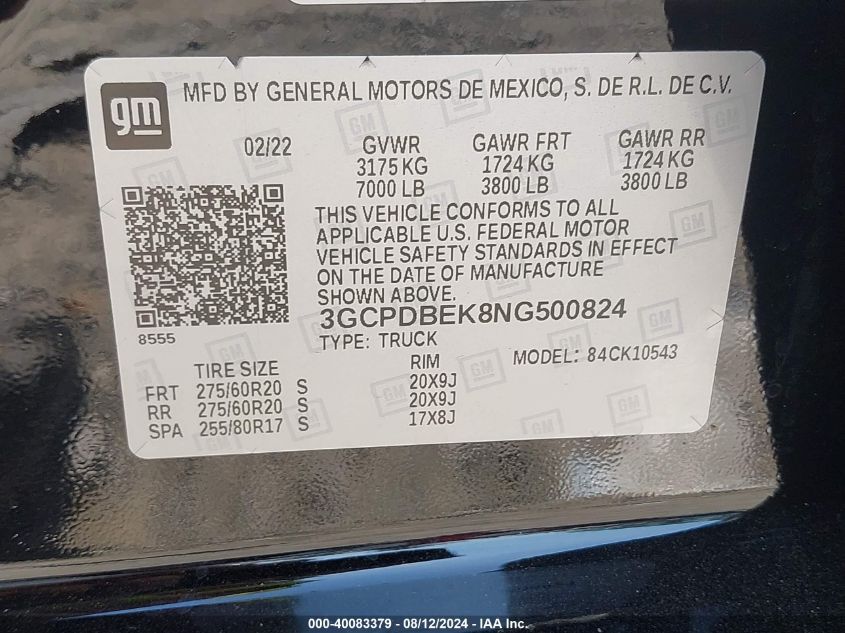 gm MFD BY GENERAL MOTORS DE MEXICO, S. DE R.L. DE C.V.
02/22 GVWR GAWR FRT GAWR RR
3175 KG 1724 KG 1724 KG
7000 LB 3800 LB 3800 LB
THIS VEHICLE CONFORMS TO ALL
APPLICABLE U.S. FEDERAL MOTOR
VEHICLE SAFETY STANDARDS IN EFFECT
ON THE DATE OF MANUFACTURE
SHOWN ABOVE.
3GCPDBEK8NG500824
8555 TYPE: TRUCK MODEL: 84CK10543
TIRE SIZE RIM
FRT 275/60R20 S 20X9J
RR 275/60R20 S 20X9J
SPA 255/80R17 S 17X8J
000-40083379 - 08/12/2024 - IAA Inc.